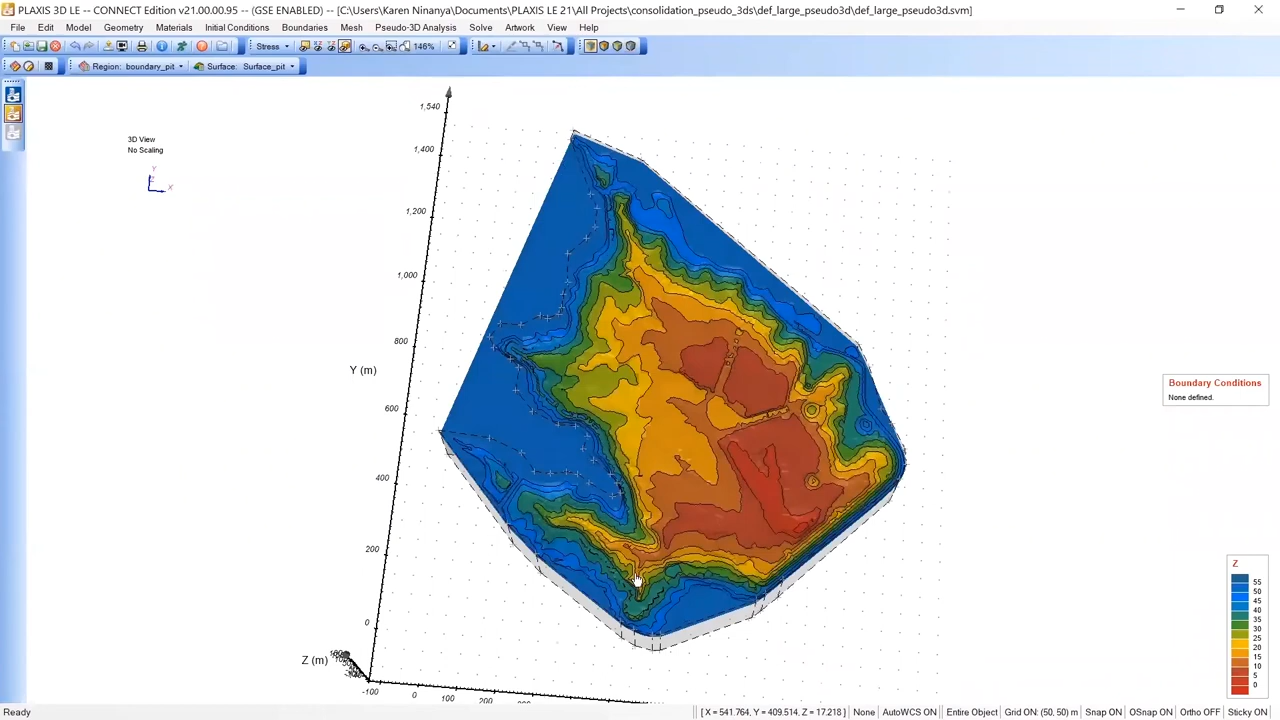 PLAXIS 3D LE -- CONNECT Edition v21.00.00.95 -- (GSE ENABLED) -- [C:\Users\Karen Ninanya\Documents\PLAXIS LE 21\All Projects\consolidation_pseudo_3ds\def_large_pseudo3d\def_large_pseudo3d.svm]
File Edit Model Geometry Materials Initial Conditions Boundaries Mesh Pseudo-3D Analysis Solve Artwork View Help
Stress 146%
Region: boundary_pit Surface: Surface_pit
3D View
No Scaling
Y
X
1,540
1,400
1,200
1,000
800
Y (m)
600
400
200
0
Z (m)
-100 0 100 200
Boundary Conditions
None defined.
Z
55
50
45
40
35
30
25
20
15
10
5
0
Ready [ X = 541.764, Y = 409.514, Z = 17.218 ] None AutoWCS ON Entire Object Grid ON: (50, 50) m Snap ON OSnap ON Ortho OFF Sticky ON